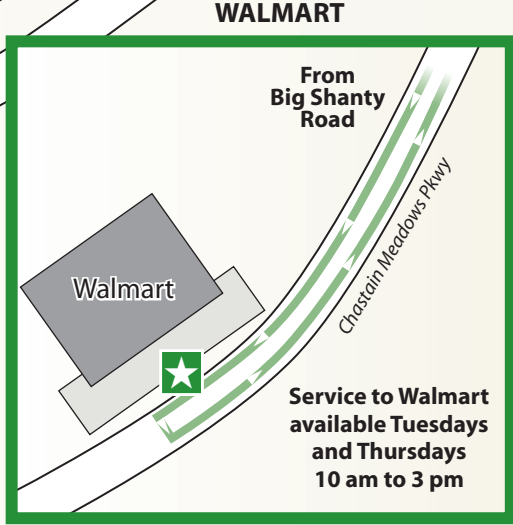 WALMART
From
Big Shanty
Road
Chastain Meadows Pkwy
Walmart
Service to Walmart
available Tuesdays
and Thursdays
10 am to 3 pm